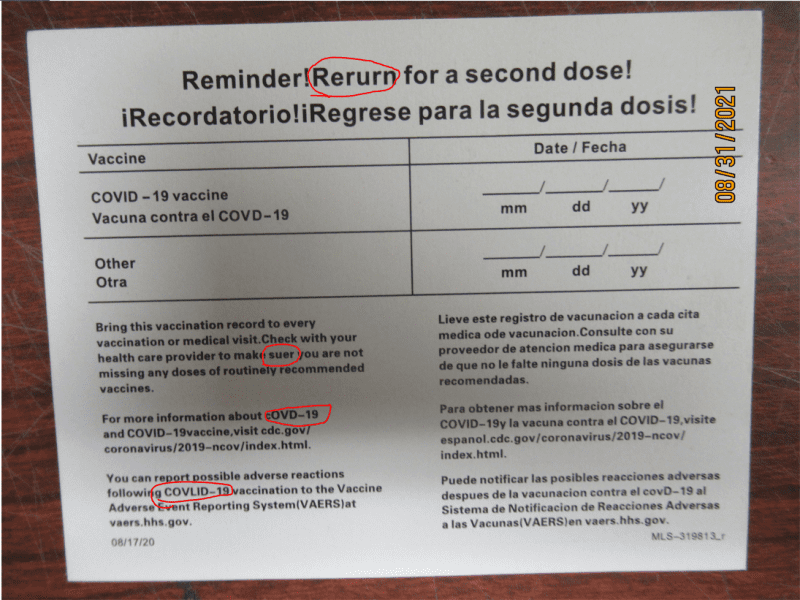 Reminder!Rerurn for a second dose!
¡Recordatorio!¡Regrese para la segunda dosis!
08/31/2021
Vaccine
Date / Fecha
COVID -19 vaccine
Vacuna contra el COVD-19
____/____/____/
mm dd yy
Other
Otra
____/____/____/
mm dd yy
Bring this vaccination record to every
vaccination or medical visit.Check with your
health care provider to make suer you are not
missing any doses of routinely recommended
vaccines.
For more information about cOVD-19
and COVID-19vaccine,visit cdc.gov/
coronavirus/2019-ncov/index.html.
You can report possible adverse reactions
following COVLID-19 vaccination to the Vaccine
Adverse Event Reporting System(VAERS)at
vaers.hhs.gov.
08/17/20
Lieve este registro de vacunacion a cada cita
medica ode vacunacion.Consulte con su
proveedor de atencion medica para asegurarse
de que no le falte ninguna dosis de las vacunas
recomendadas.
Para obtener mas informacion sobre el
COVID-19y la vacuna contra el COVID-19,visite
espanol.cdc.gov/coronavirus/2019-ncov/
index.html.
Puede notificar las posibles reacciones adversas
despues de la vacunacion contra el covD-19 al
Sistema de Notificacion de Reacciones Adversas
a las Vacunas(VAERS)en vaers.hhs.gov.
MLS-319813_r